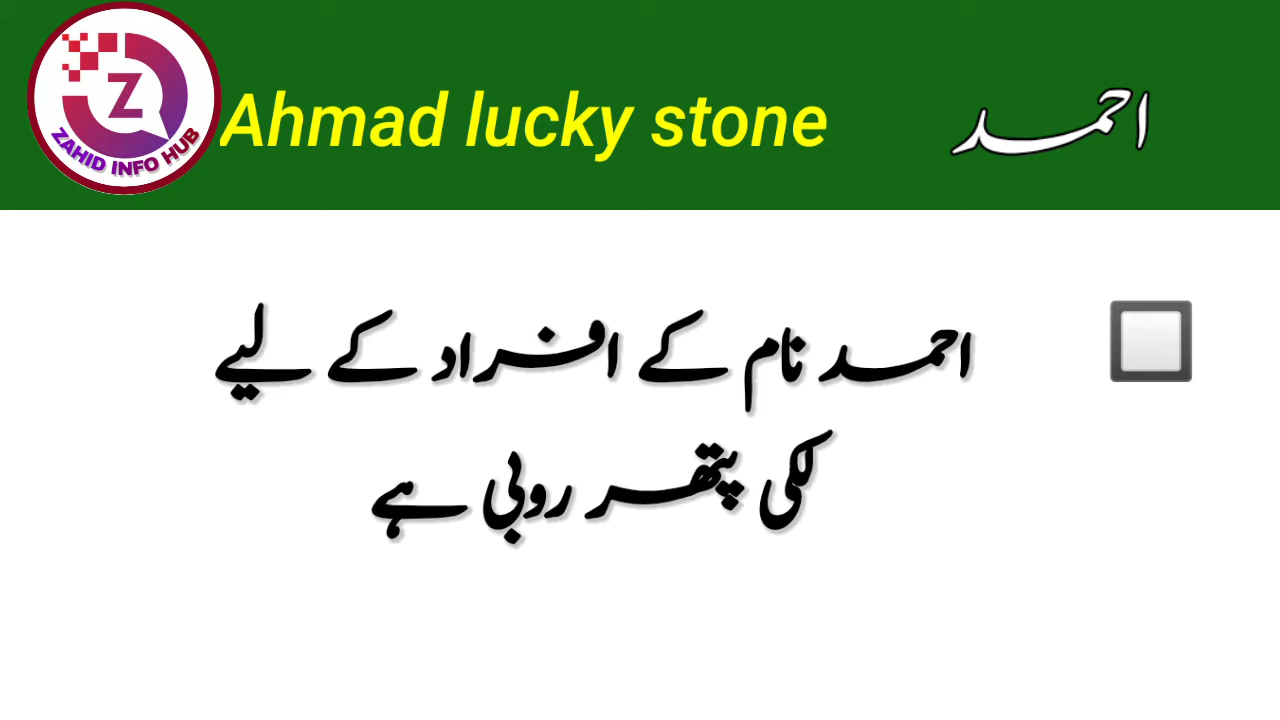 Z
ZAHID INFO HUB
Ahmad lucky stone
احمد
احمد نام کے افراد کے لیے
لکی پتھر روبی ہے